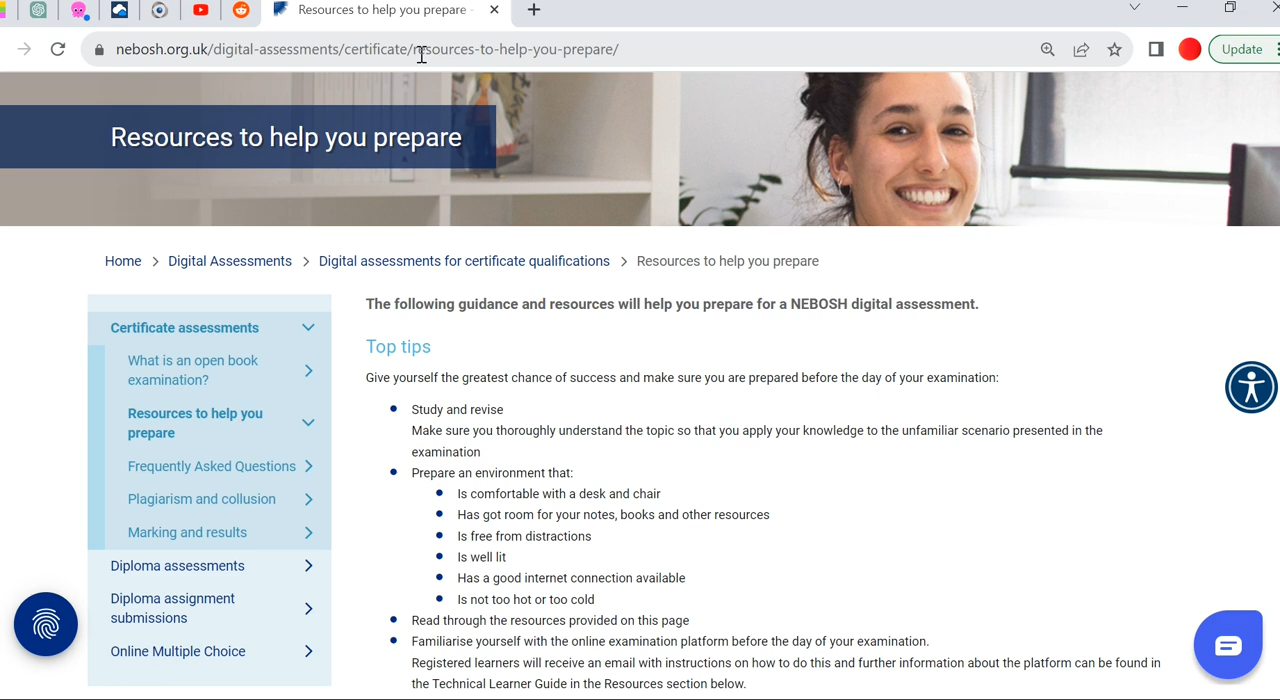 Resources to help you prepare
nebosh.org.uk/digital-assessments/certificate/resources-to-help-you-prepare/
Update
Resources to help you prepare
Home > Digital Assessments > Digital assessments for certificate qualifications > Resources to help you prepare
Certificate assessments
What is an open book
examination?
Resources to help you
prepare
Frequently Asked Questions
Plagiarism and collusion
Marking and results
Diploma assessments
Diploma assignment
submissions
Online Multiple Choice
The following guidance and resources will help you prepare for a NEBOSH digital assessment.
Top tips
Give yourself the greatest chance of success and make sure you are prepared before the day of your examination:
Study and revise
Make sure you thoroughly understand the topic so that you apply your knowledge to the unfamiliar scenario presented in the
examination
Prepare an environment that:
Is comfortable with a desk and chair
Has got room for your notes, books and other resources
Is free from distractions
Is well lit
Has a good internet connection available
Is not too hot or too cold
Read through the resources provided on this page
Familiarise yourself with the online examination platform before the day of your examination.
Registered learners will receive an email with instructions on how to do this and further information about the platform can be found in
the Technical Learner Guide in the Resources section below.